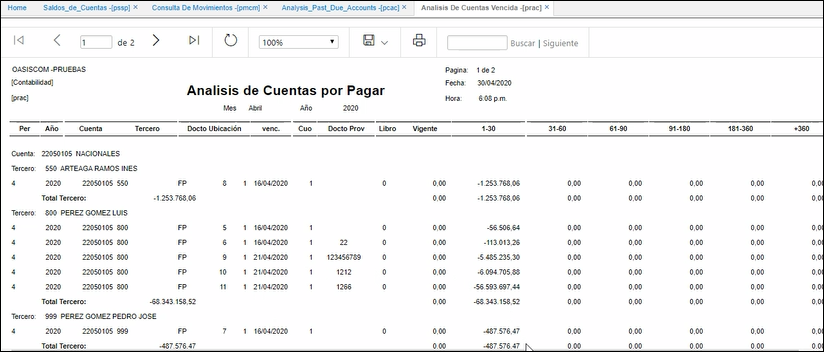 Home Saldos_de_Cuentas -[pssp] × Consulta De Movimientos -[pmcm] × Analysis_Past_Due_Accounts -[pcac] × Analisis De Cuentas Vencida -[prac] ×
1 de 2 100% Buscar | Siguiente
OASISCOM -PRUEBAS Pagina: 1 de 2
[Contabilidad] Analisis de Cuentas por Pagar Fecha: 30/04/2020
[prac] Hora: 6:08 p.m.
Mes Abril Año 2020
Per Año Cuenta Tercero Docto Ubicación venc. Cuo Docto Prov Libro Vigente 1-30 31-60 61-90 91-180 181-360 +360
Cuenta: 22050105 NACIONALES
Tercero: 550 ARTEAGA RAMOS INES
4 2020 22050105 550 FP 8 1 16/04/2020 1 0 0,00 -1.253.768,06 0,00 0,00 0,00 0,00 0,00
Total Tercero: -1.253.768,06 0,00 -1.253.768,06 0,00 0,00 0,00 0,00 0,00
Tercero: 800 PEREZ GOMEZ LUIS
4 2020 22050105 800 FP 5 1 16/04/2020 1 0 0,00 -56.506,64 0,00 0,00 0,00 0,00 0,00
4 2020 22050105 800 FP 6 1 16/04/2020 1 22 0 0,00 -113.013,26 0,00 0,00 0,00 0,00 0,00
4 2020 22050105 800 FP 9 1 21/04/2020 1 123456789 0 0,00 -5.485.235,30 0,00 0,00 0,00 0,00 0,00
4 2020 22050105 800 FP 10 1 21/04/2020 1 1212 0 0,00 -6.094.705,88 0,00 0,00 0,00 0,00 0,00
4 2020 22050105 800 FP 11 1 21/04/2020 1 1266 0 0,00 -56.593.697,44 0,00 0,00 0,00 0,00 0,00
Total Tercero: -68.343.158,52 0,00 -68.343.158,52 0,00 0,00 0,00 0,00 0,00
Tercero: 999 PEREZ GOMEZ PEDRO JOSE
4 2020 22050105 999 FP 7 1 16/04/2020 1 0 0,00 -487.576,47 0,00 0,00 0,00 0,00 0,00
Total Tercero: -487.576,47 0,00 -487.576,47 0,00 0,00 0,00 0,00 0,00